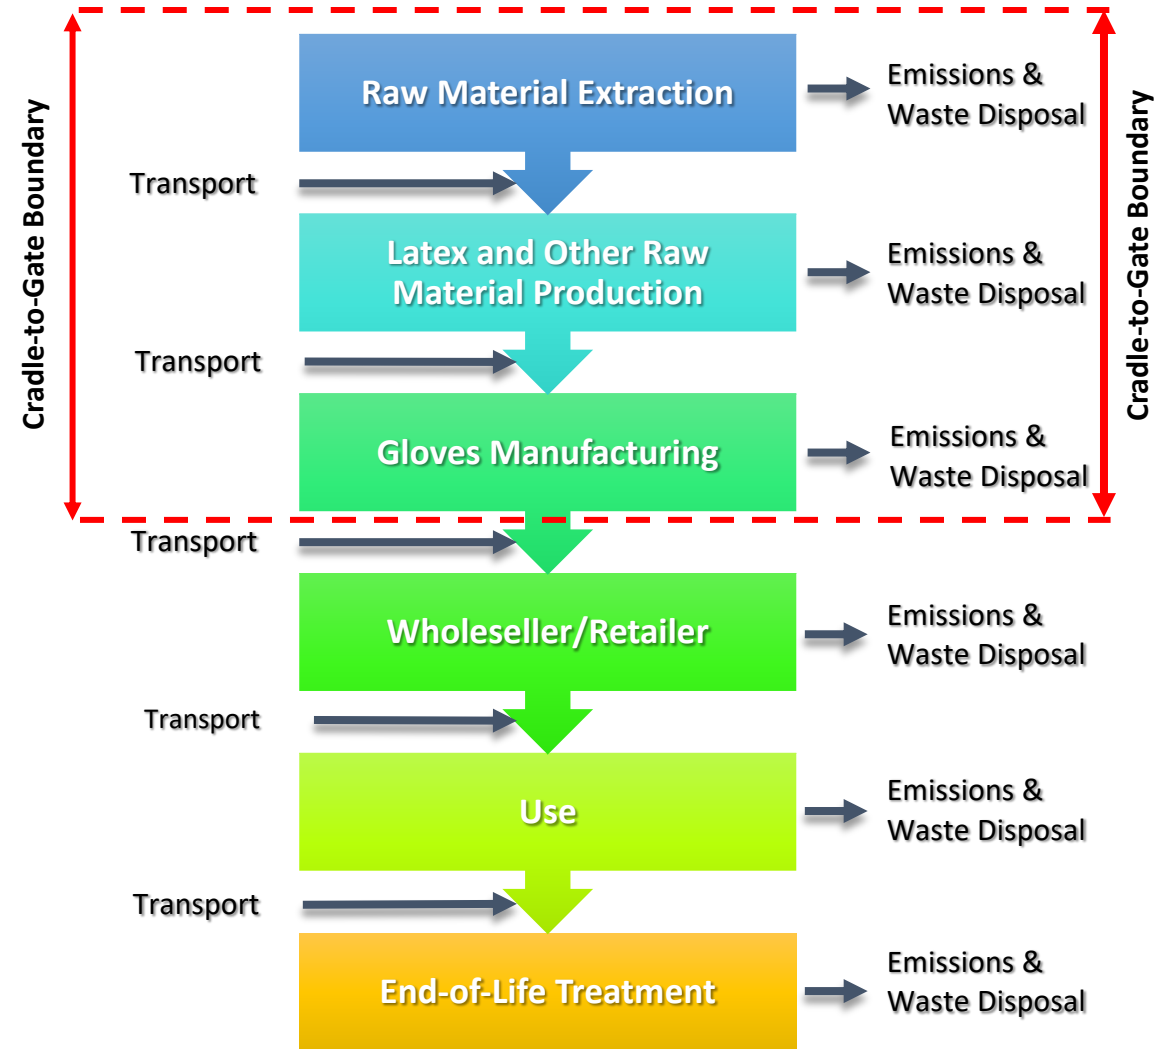 Cradle-to-Gate Boundary
Raw Material Extraction
Emissions &
Waste Disposal
Cradle-to-Gate Boundary
Transport
Latex and Other Raw
Material Production
Emissions &
Waste Disposal
Transport
Gloves Manufacturing
Emissions &
Waste Disposal
Transport
Wholeseller/Retailer
Emissions &
Waste Disposal
Transport
Use
Emissions &
Waste Disposal
Transport
End-of-Life Treatment
Emissions &
Waste Disposal